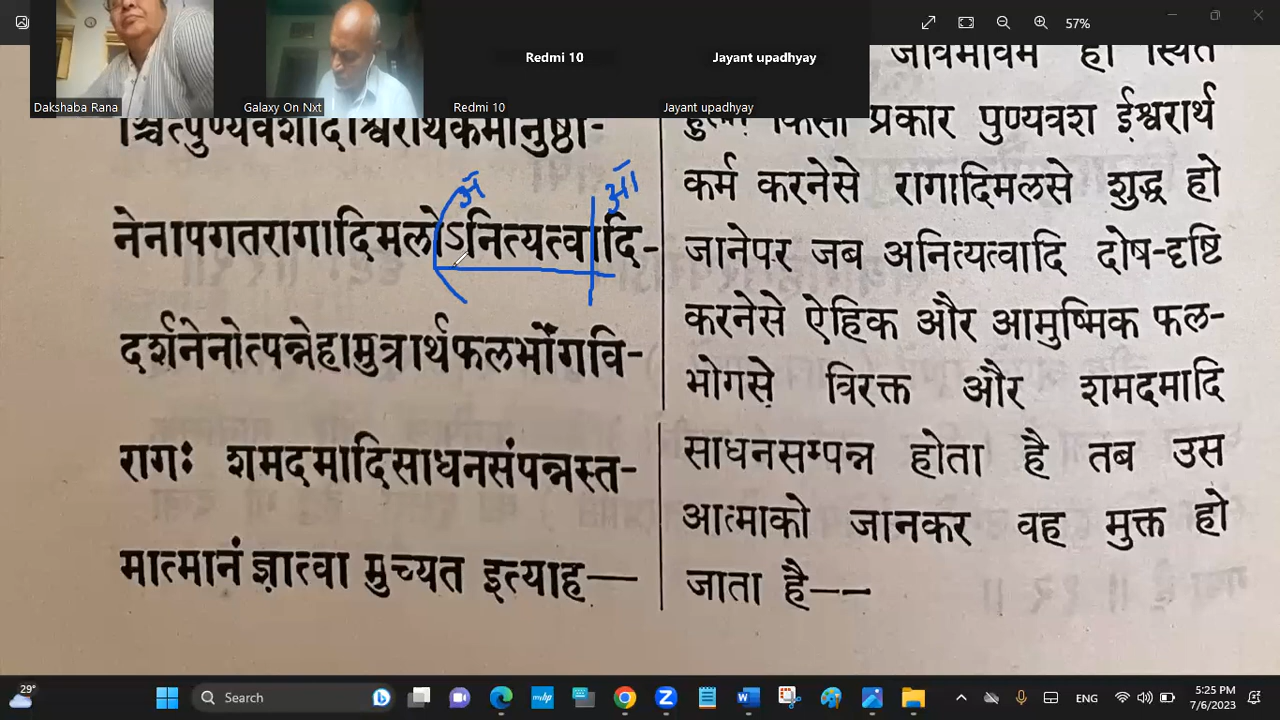 57%
Redmi 10
Jayant upadhyay
Dakshaba Rana
Galaxy On Nxt
Redmi 10
Jayant upadhyay
श्चित्पुण्यवशादीश्वरार्थकर्मानुष्ठा-
अ
आ
नेनापगतरागादिमलोऽनित्यत्वादि-
दर्शनेनोत्पन्नेहामुत्रार्थफलभोंगवि-
रागः शमदमादिसाधनसंपन्नस्त-
मात्मानं ज्ञात्वा मुच्यत इत्याह—
प्रकार पुण्यवश ईश्वरार्थ
कर्म करनेसे रागादिमलसे शुद्ध हो
जानेपर जब अनित्यत्वादि दोष-दृष्टि
करनेसे ऐहिक और आमुष्मिक फल-
भोगसे विरक्त और शमदमादि
साधनसम्पन्न होता है तब उस
आत्माको जानकर वह मुक्त हो
जाता है——
29°
Search
ENG
5:25 PM
7/6/2023